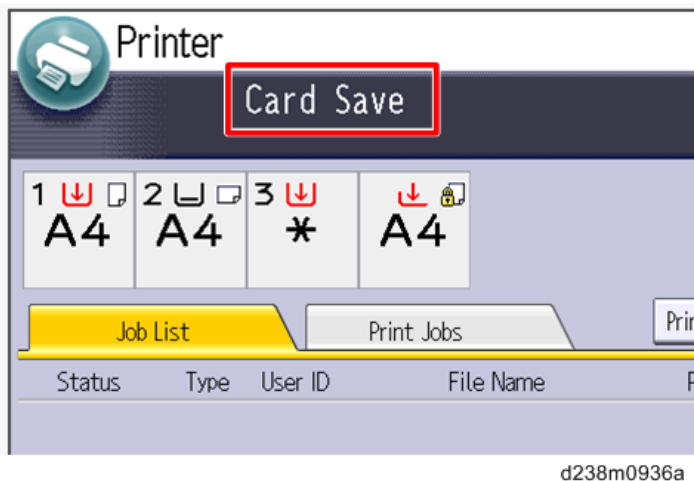 Printer
Card Save
1 2 3
A4 A4 * A4
Job List Print Jobs
Status Type User ID File Name
d238m0936a